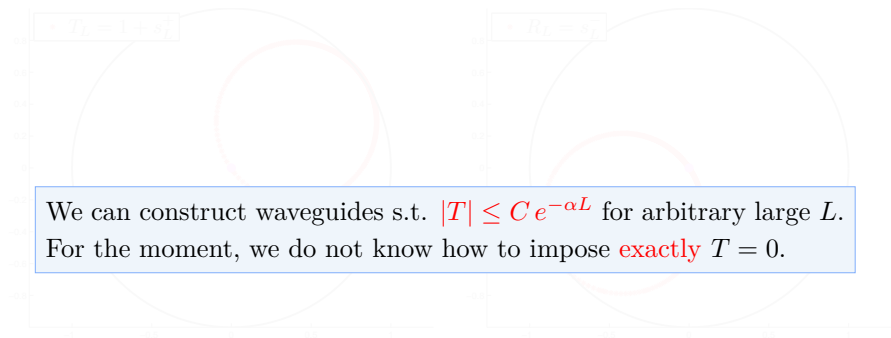 We can construct waveguides s.t. |T| ≤ C e^{−αL} for arbitrary large L.
For the moment, we do not know how to impose exactly T = 0.